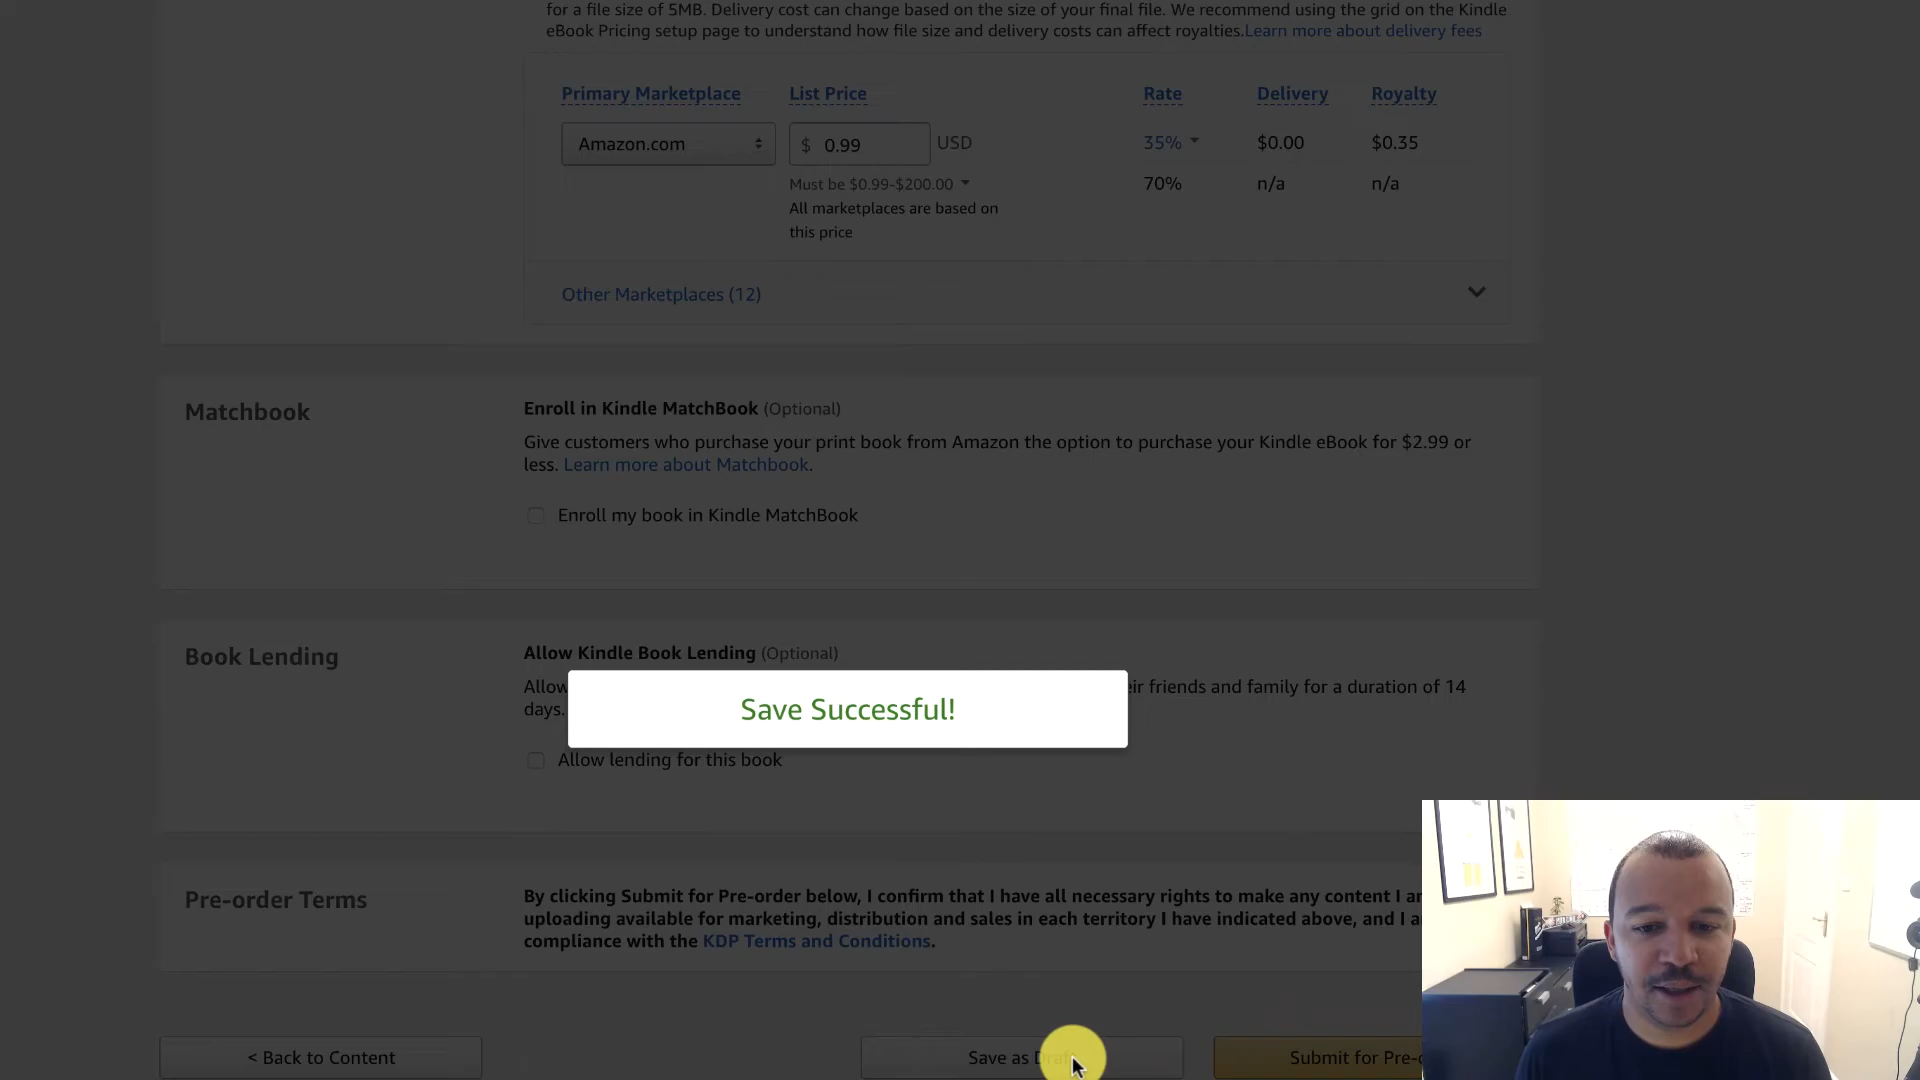 for a file size of 5MB. Delivery cost can change based on the size of your final file. We recommend using the grid on the Kindle
eBook Pricing setup page to understand how file size and delivery costs can affect royalties.Learn more about delivery fees
Primary Marketplace List Price Rate Delivery Royalty
Amazon.com $ 0.99 USD 35% $0.00 $0.35
Must be $0.99-$200.00 70% n/a n/a
All marketplaces are based on
this price
Other Marketplaces (12)
Matchbook
Enroll in Kindle MatchBook (Optional)
Give customers who purchase your print book from Amazon the option to purchase your Kindle eBook for $2.99 or
less. Learn more about Matchbook.
Enroll my book in Kindle MatchBook
Book Lending
Allow Kindle Book Lending (Optional)
Allow
friends and family for a duration of 14
days.
Save Successful!
Allow lending for this book
Pre-order Terms
By clicking Submit for Pre-order below, I confirm that I have all necessary rights to make any content I
uploading available for marketing, distribution and sales in each territory I have indicated above, and I
compliance with the KDP Terms and Conditions.
< Back to Content
Save as
Submit for